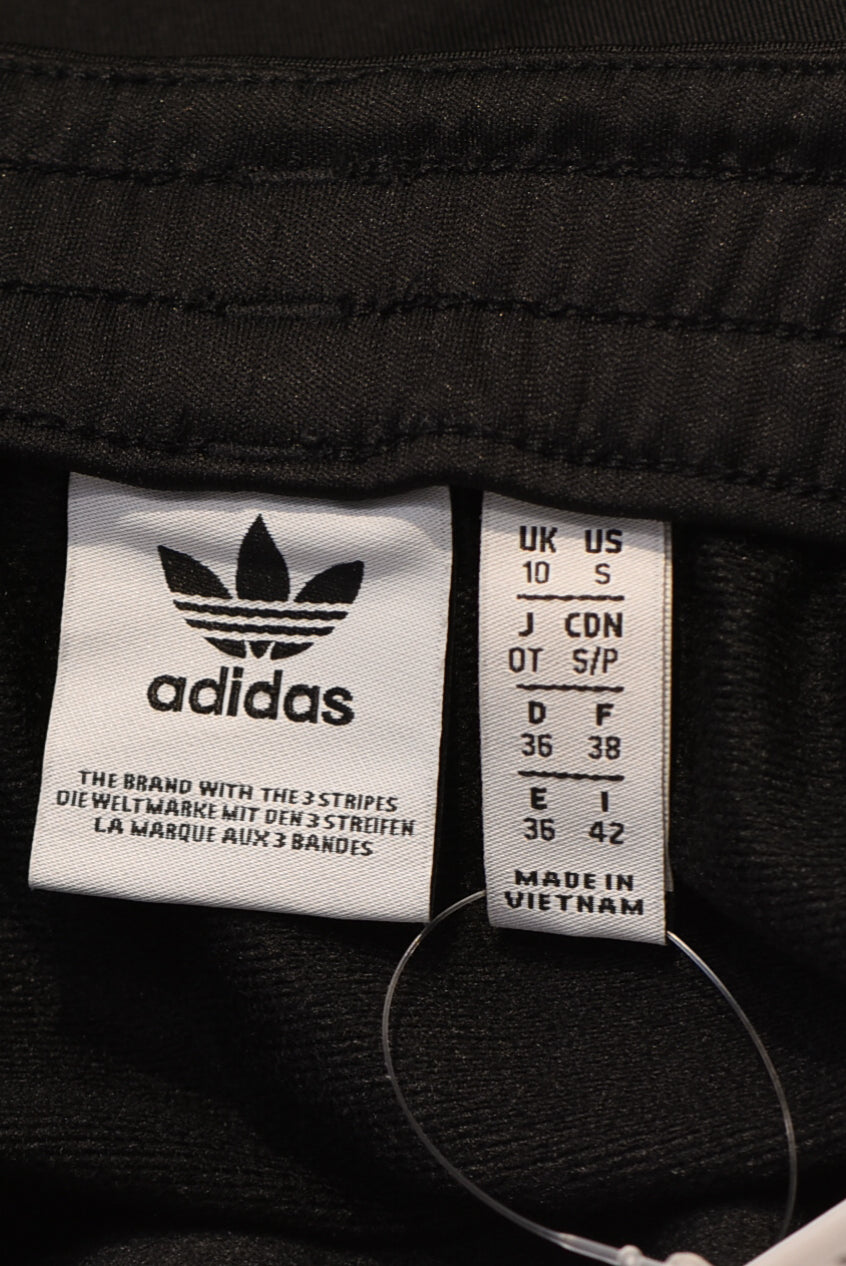 adidas
THE BRAND WITH THE 3 STRIPES
DIE WELTMARKE MIT DEN 3 STREIFEN
LA MARQUE AUX 3 BANDES
UK US
10 S
J CDN
OT S/P
D F
36 38
E I
36 42
MADE IN
VIETNAM